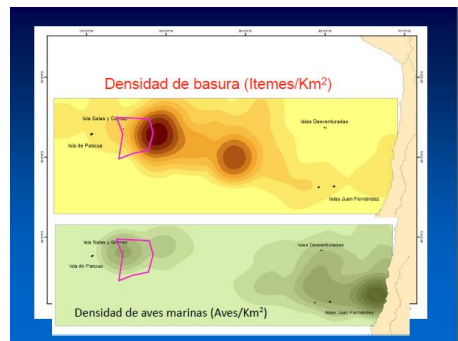 Densidad de basura (Itemes/Km²)
Isla Salas y Gómez
Islas Desventuradas
Isla de Pascua
Islas Juan Fernández
Isla Salas y Gómez
Islas Desventuradas
Isla de Pascua
Densidad de aves marinas (Aves/Km²)
Islas Juan Fernández